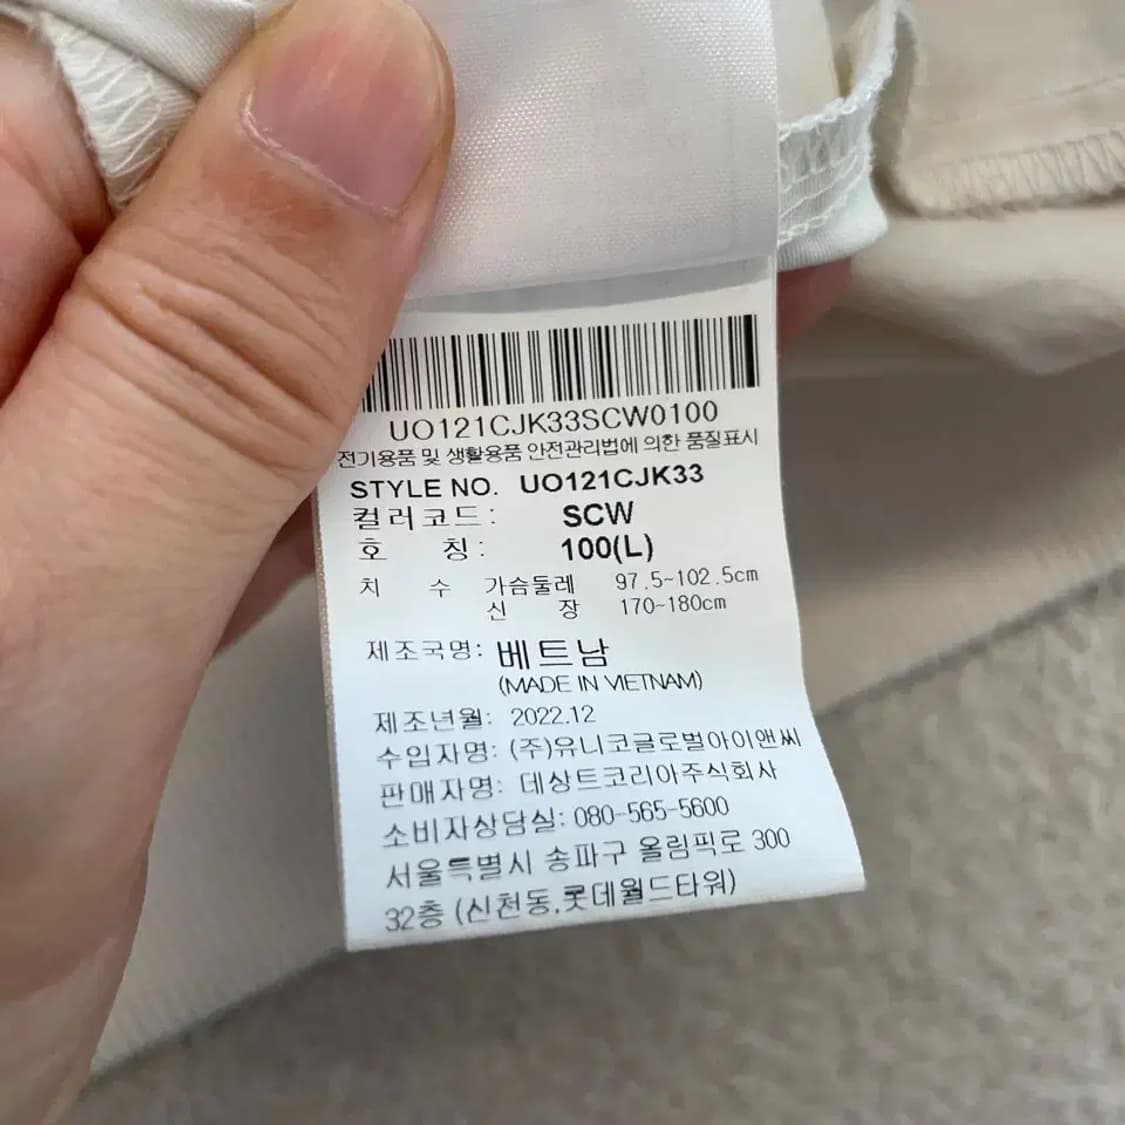 UO121CJK33SCW0100
전기용품 및 생활용품 안전관리법에 의한 품질표시
STYLE NO. UO121CJK33
컬러코드: SCW
호 칭: 100(L)
치 수 가슴둘레 97.5~102.5cm
신 장 170~180cm
제조국명: 베트남
(MADE IN VIETNAM)
제조년월: 2022.12
수입자명: (주)유니코글로벌아이앤씨
판매자명: 데상트코리아주식회사
소비자상담실: 080-565-5600
서울특별시 송파구 올림픽로 300
32층 (신천동,롯데월드타워)